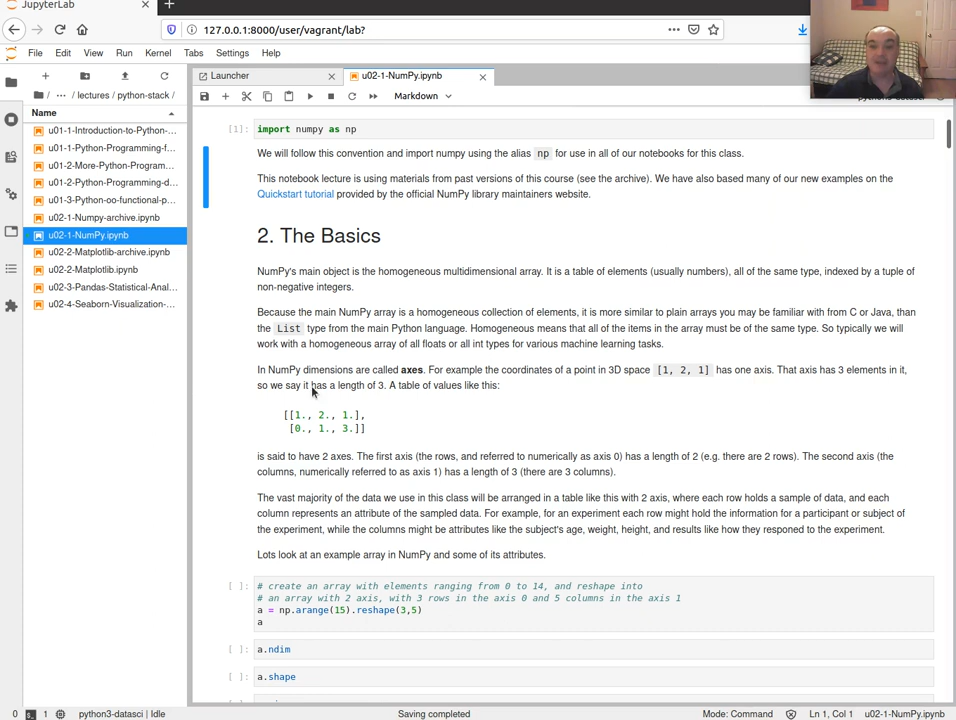 JupyterLab
127.0.0.1:8000/user/vagrant/lab?
File Edit View Run Kernel Tabs Settings Help
/ ··· / lectures / python-stack /
Name
u01-1-Introduction-to-Python-...
u01-1-Python-Programming-f...
u01-2-More-Python-Program...
u01-2-Python-Programming-d...
u01-3-Python-oo-functional-p...
u02-1-Numpy-archive.ipynb
u02-1-NumPy.ipynb
u02-2-Matplotlib-archive.ipynb
u02-2-Matplotlib.ipynb
u02-3-Pandas-Statistical-Anal...
u02-4-Seaborn-Visualization-...
Launcher
u02-1-NumPy.ipynb
Markdown
[1]: import numpy as np
We will follow this convention and import numpy using the alias np for use in all of our notebooks for this class.
This notebook lecture is using materials from past versions of this course (see the archive). We have also based many of our new examples on the
Quickstart tutorial provided by the official NumPy library maintainers website.
2. The Basics
NumPy's main object is the homogeneous multidimensional array. It is a table of elements (usually numbers), all of the same type, indexed by a tuple of
non-negative integers.
Because the main NumPy array is a homogeneous collection of elements, it is more similar to plain arrays you may be familiar with from C or Java, than
the List type from the main Python language. Homogeneous means that all of the items in the array must be of the same type. So typically we will
work with a homogeneous array of all floats or all int types for various machine learning tasks.
In NumPy dimensions are called axes. For example the coordinates of a point in 3D space [1, 2, 1] has one axis. That axis has 3 elements in it,
so we say it has a length of 3. A table of values like this:
[[1., 2., 1.],
[0., 1., 3.]]
is said to have 2 axes. The first axis (the rows, and referred to numerically as axis 0) has a length of 2 (e.g. there are 2 rows). The second axis (the
columns, numerically referred to as axis 1) has a length of 3 (there are 3 columns).
The vast majority of the data we use in this class will be arranged in a table like this with 2 axis, where each row holds a sample of data, and each
column represents an attribute of the sampled data. For example, for an experiment each row might hold the information for a participant or subject of
the experiment, while the columns might be attributes like the subject's age, weight, height, and results like how they responded to the experiment.
Lots look at an example array in NumPy and some of its attributes.
[ ]: # create an array with elements ranging from 0 to 14, and reshape into
# an array with 2 axis, with 3 rows in the axis 0 and 5 columns in the axis 1
a = np.arange(15).reshape(3,5)
a
[ ]: a.ndim
[ ]: a.shape
0 1 python3-datasci | Idle Saving completed Mode: Command Ln 1, Col 1 u02-1-NumPy.ipynb